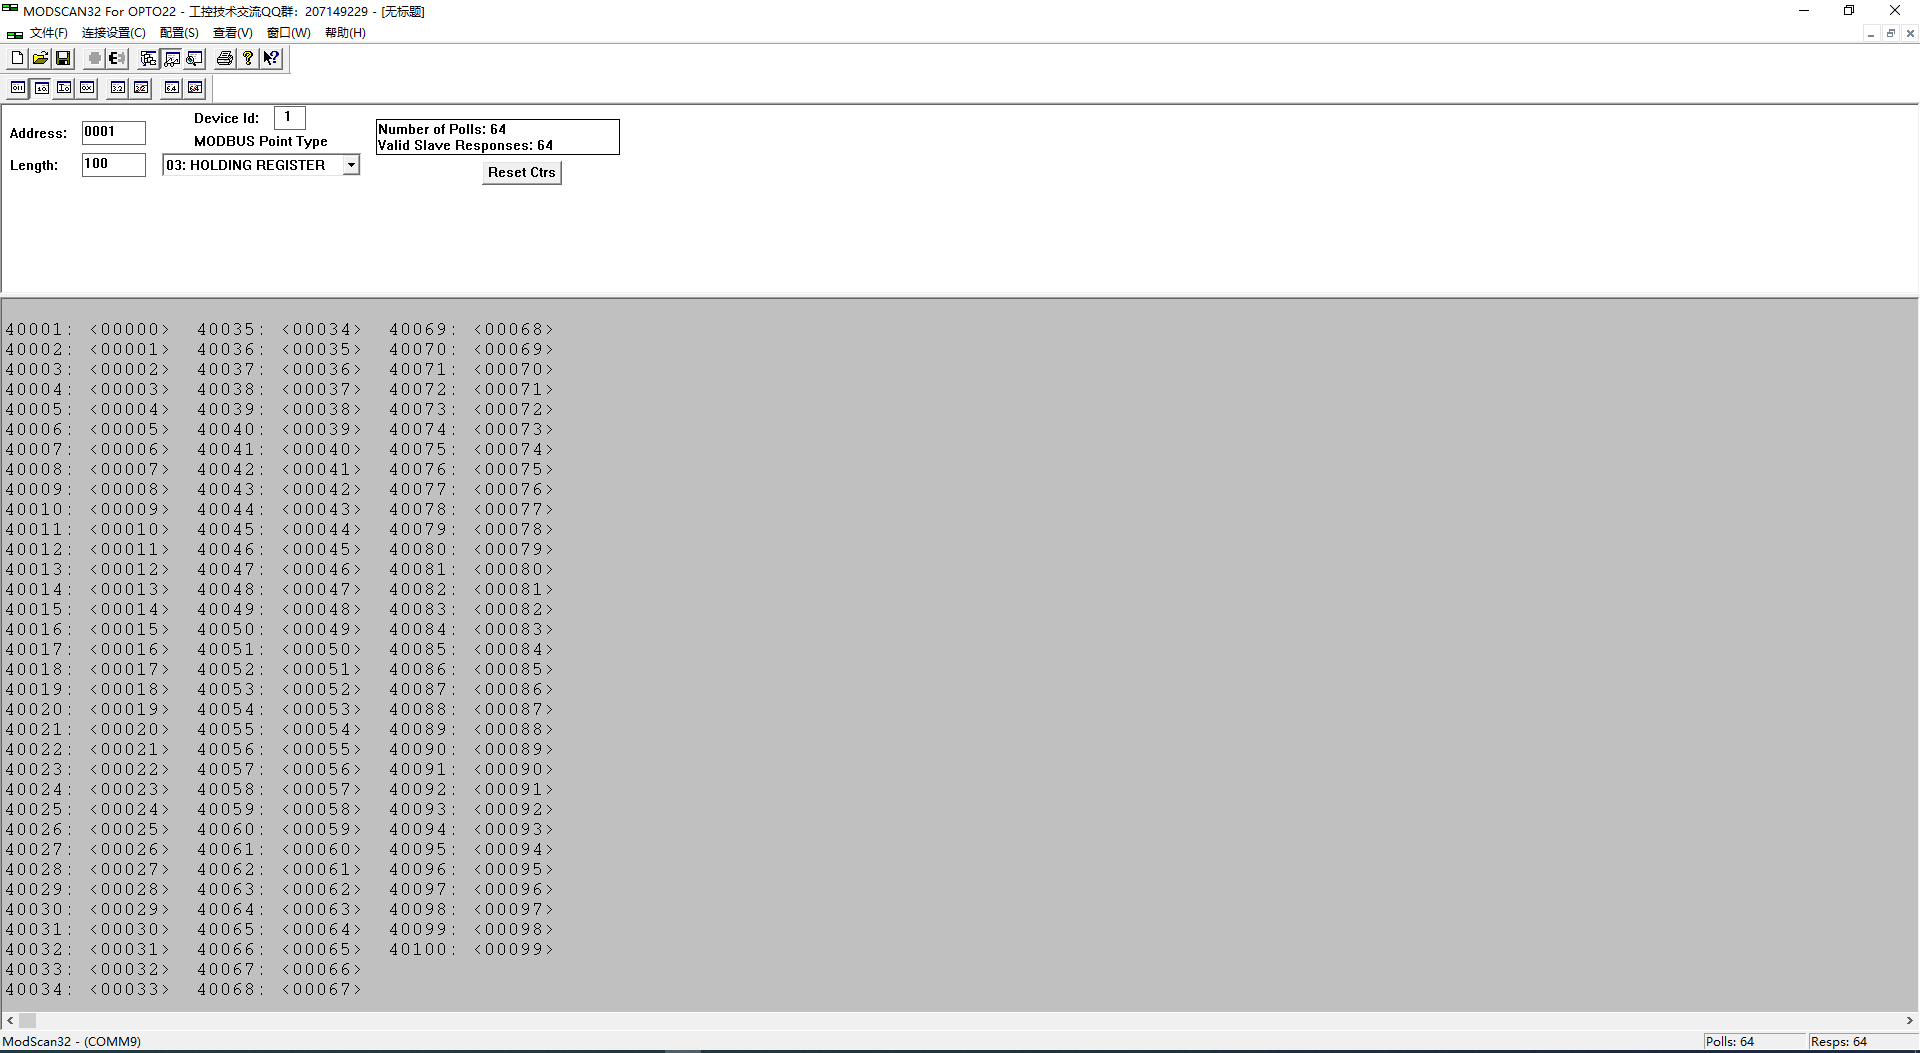 MODSCAN32 For OPTO22 - 工控技术交流QQ群：207149229 - [无标题]
文件(F) 连接设置(C) 配置(S) 查看(V) 窗口(W) 帮助(H)
Device Id: 1
Address: 0001
MODBUS Point Type
Length: 100
03: HOLDING REGISTER
Number of Polls: 64
Valid Slave Responses: 64
Reset Ctrs
40001: <00000> 40035: <00034> 40069: <00068>
40002: <00001> 40036: <00035> 40070: <00069>
40003: <00002> 40037: <00036> 40071: <00070>
40004: <00003> 40038: <00037> 40072: <00071>
40005: <00004> 40039: <00038> 40073: <00072>
40006: <00005> 40040: <00039> 40074: <00073>
40007: <00006> 40041: <00040> 40075: <00074>
40008: <00007> 40042: <00041> 40076: <00075>
40009: <00008> 40043: <00042> 40077: <00076>
40010: <00009> 40044: <00043> 40078: <00077>
40011: <00010> 40045: <00044> 40079: <00078>
40012: <00011> 40046: <00045> 40080: <00079>
40013: <00012> 40047: <00046> 40081: <00080>
40014: <00013> 40048: <00047> 40082: <00081>
40015: <00014> 40049: <00048> 40083: <00082>
40016: <00015> 40050: <00049> 40084: <00083>
40017: <00016> 40051: <00050> 40085: <00084>
40018: <00017> 40052: <00051> 40086: <00085>
40019: <00018> 40053: <00052> 40087: <00086>
40020: <00019> 40054: <00053> 40088: <00087>
40021: <00020> 40055: <00054> 40089: <00088>
40022: <00021> 40056: <00055> 40090: <00089>
40023: <00022> 40057: <00056> 40091: <00090>
40024: <00023> 40058: <00057> 40092: <00091>
40025: <00024> 40059: <00058> 40093: <00092>
40026: <00025> 40060: <00059> 40094: <00093>
40027: <00026> 40061: <00060> 40095: <00094>
40028: <00027> 40062: <00061> 40096: <00095>
40029: <00028> 40063: <00062> 40097: <00096>
40030: <00029> 40064: <00063> 40098: <00097>
40031: <00030> 40065: <00064> 40099: <00098>
40032: <00031> 40066: <00065> 40100: <00099>
40033: <00032> 40067: <00066>
40034: <00033> 40068: <00067>
ModScan32 - (COMM9) Polls: 64 Resps: 64